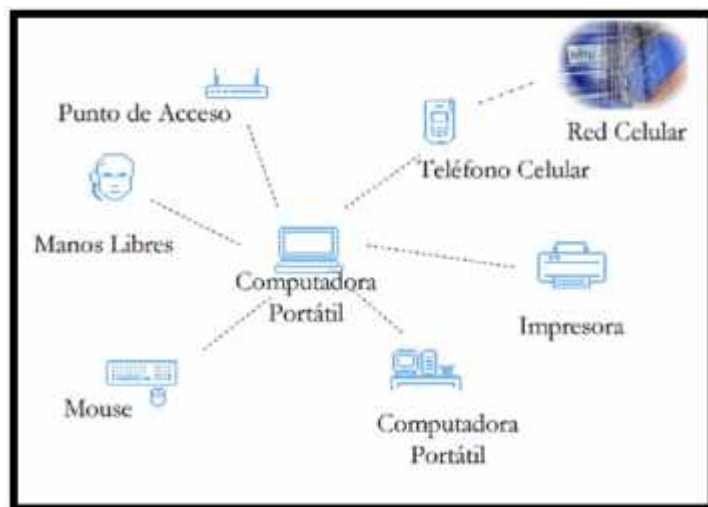 Punto de Acceso
Red Celular
Teléfono Celular
Manos Libres
Computadora
Portátil
Impresora
Mouse
Computadora
Portátil